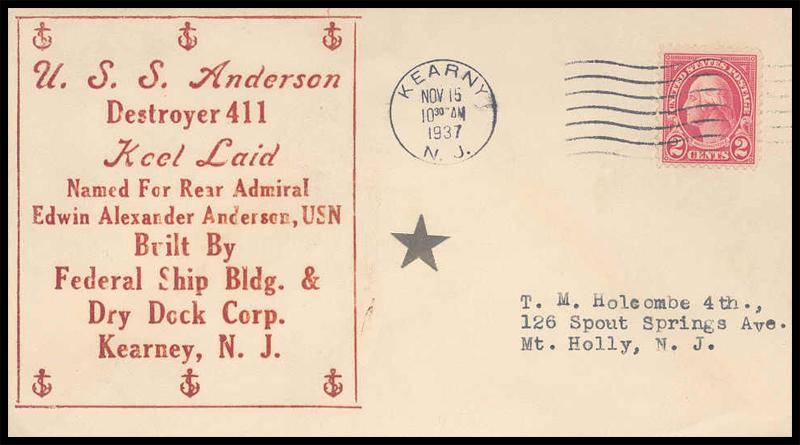 U. S. S. Anderson
Destroyer 411
Keel Laid
Named For Rear Admiral
Edwin Alexander Anderson, USN
Built By
Federal Ship Bldg. &
Dry Dock Corp.
Kearney, N. J.
KEARNY
NOV 15
10 30 AM
1937
N. J.
UNITED STATES POSTAGE
2 CENTS 2
T. M. Holcombe 4th.,
126 Spout Springs Ave.
Mt. Holly, N. J.